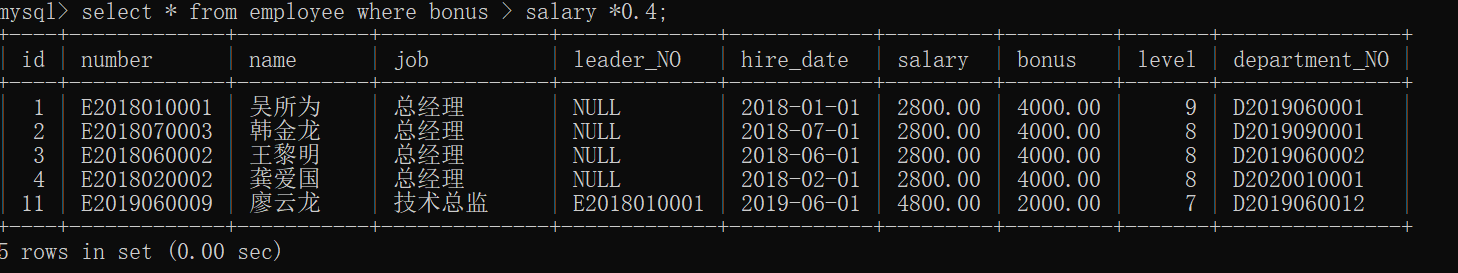 mysql> select * from employee where bonus > salary *0.4;
+----+-------------+-----------+---------------+-------------+------------+---------+---------+-------+---------------+
| id | number | name | job | leader_NO | hire_date | salary | bonus | level | department_NO |
+----+-------------+-----------+---------------+-------------+------------+---------+---------+-------+---------------+
| 1 | E2018010001 | 吴所为 | 总经理 | NULL | 2018-01-01 | 2800.00 | 4000.00 | 9 | D2019060001 |
| 2 | E2018070003 | 韩金龙 | 总经理 | NULL | 2018-07-01 | 2800.00 | 4000.00 | 8 | D2019090001 |
| 3 | E2018060002 | 王黎明 | 总经理 | NULL | 2018-06-01 | 2800.00 | 4000.00 | 8 | D2019060002 |
| 4 | E2018020002 | 龚爱国 | 总经理 | NULL | 2018-02-01 | 2800.00 | 4000.00 | 8 | D2020010001 |
| 11 | E2019060009 | 廖云龙 | 技术总监 | E2018010001 | 2019-06-01 | 4800.00 | 2000.00 | 7 | D2019060012 |
+----+-------------+-----------+---------------+-------------+------------+---------+---------+-------+---------------+
5 rows in set (0.00 sec)